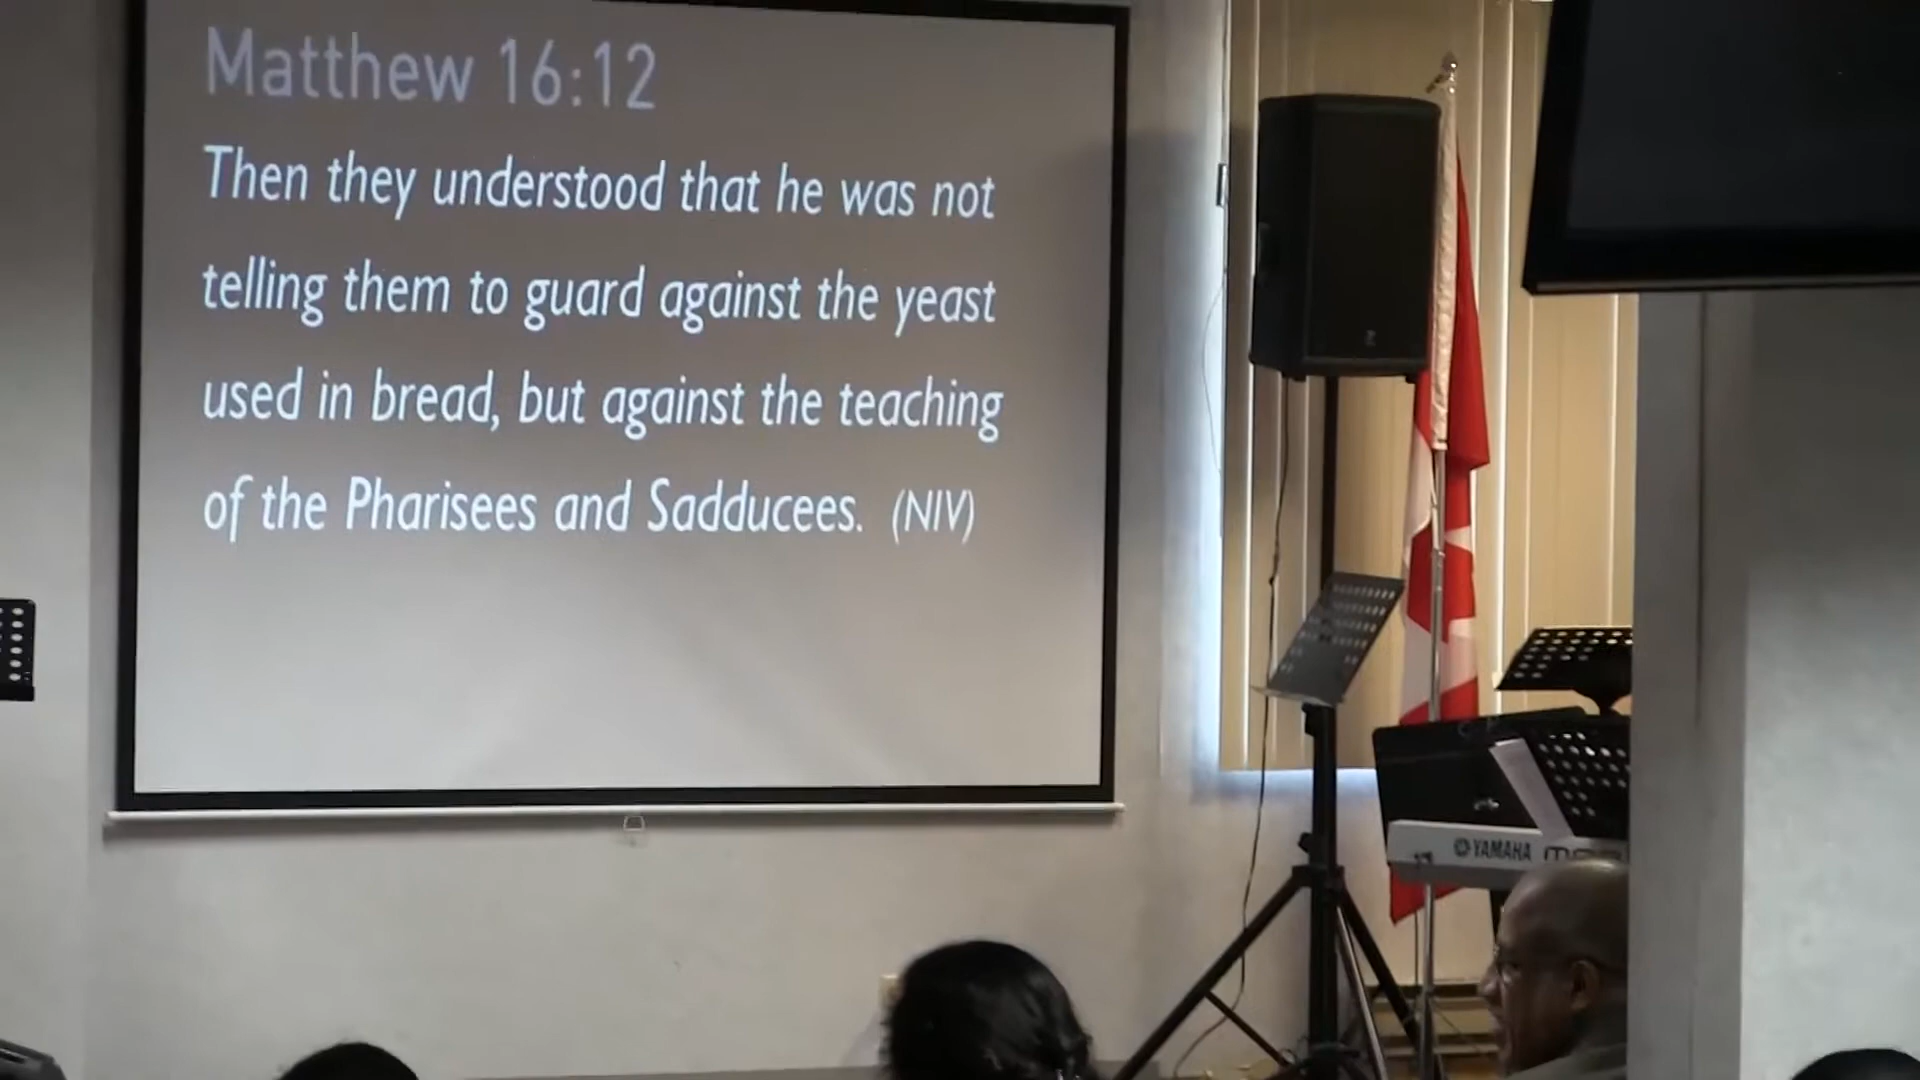 Matthew 16:12
Then they understood that he was not
telling them to guard against the yeast
used in bread, but against the teaching
of the Pharisees and Sadducees. (NIV)
YAMAHA